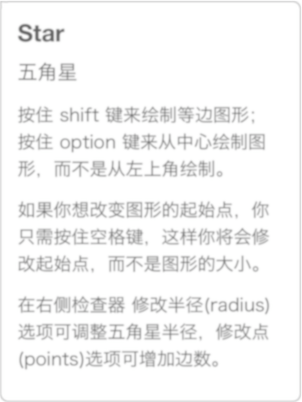 Star
五角星
按住 shift 键来绘制等边图形；
按住 option 键来从中心绘制图
形，而不是从左上角绘制。
如果你想改变图形的起始点，你
只需按住空格键，这样你将会修
改起始点，而不是图形的大小。
在右侧检查器 修改半径(radius)
选项可调整五角星半径，修改点
(points)选项可增加边数。